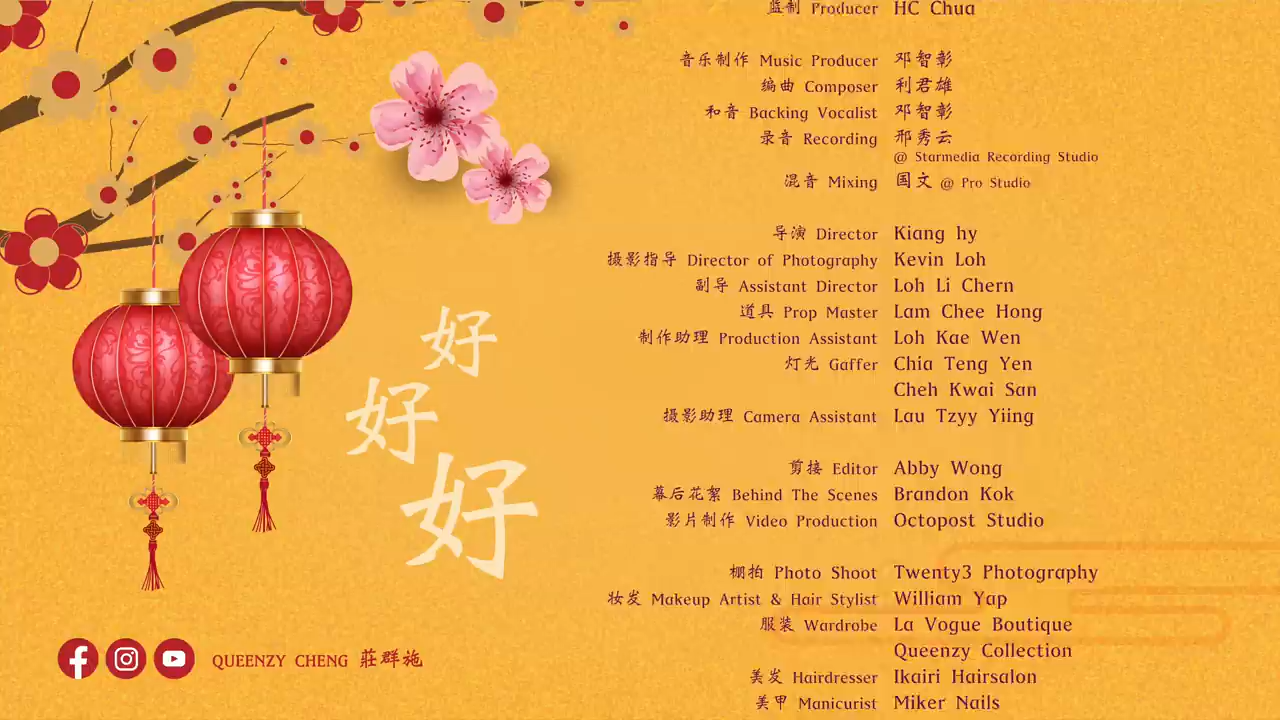 监制 Producer HC Chua
音乐制作 Music Producer 邓智彰
编曲 Composer 利君雄
和音 Backing Vocalist 邓智彰
录音 Recording 邢秀云
@ Starmedia Recording Studio
混音 Mixing 国文 @ Pro Studio
导演 Director Kiang hy
摄影指导 Director of Photography Kevin Loh
副导 Assistant Director Loh Li Chern
道具 Prop Master Lam Chee Hong
制作助理 Production Assistant Loh Kae Wen
灯光 Gaffer Chia Teng Yen
Cheh Kwai San
摄影助理 Camera Assistant Lau Tzyy Yiing
剪接 Editor Abby Wong
幕后花絮 Behind The Scenes Brandon Kok
影片制作 Video Production Octopost Studio
棚拍 Photo Shoot Twenty3 Photography
妆发 Makeup Artist & Hair Stylist William Yap
服装 Wardrobe La Vogue Boutique
Queenzy Collection
美发 Hairdresser Ikairi Hairsalon
美甲 Manicurist Miker Nails
好
好
好
QUEENZY CHENG 莊群施